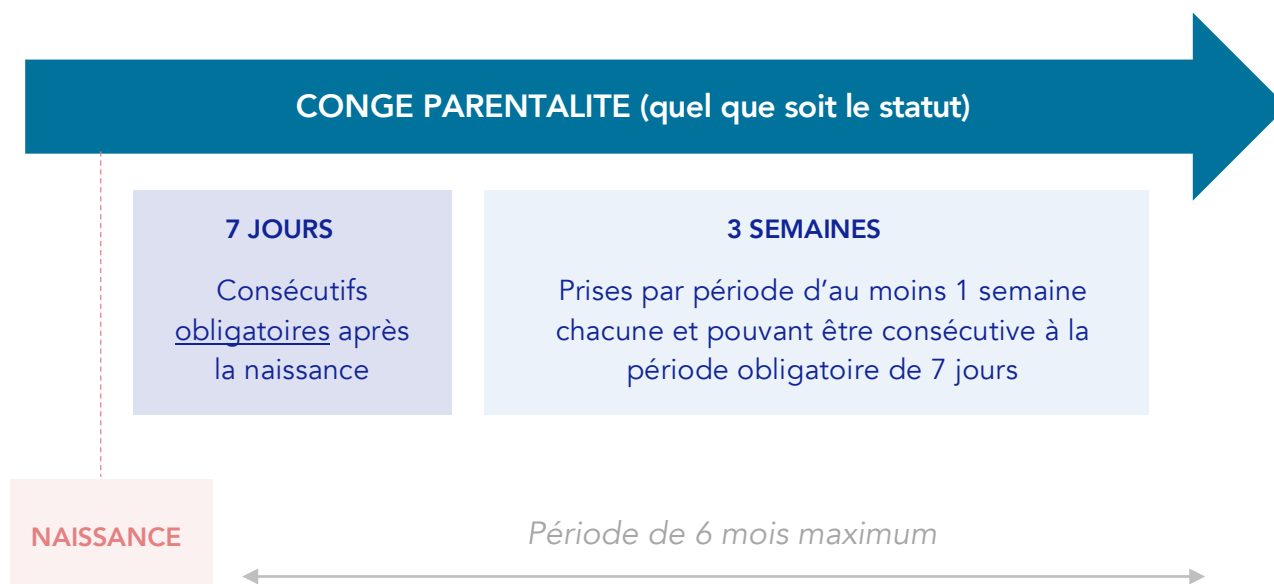 CONGE PARENTALITE (quel que soit le statut)
7 JOURS
Consécutifs
obligatoires après
la naissance
3 SEMAINES
Prises par période d’au moins 1 semaine
chacune et pouvant être consécutive à la
période obligatoire de 7 jours
NAISSANCE
Période de 6 mois maximum